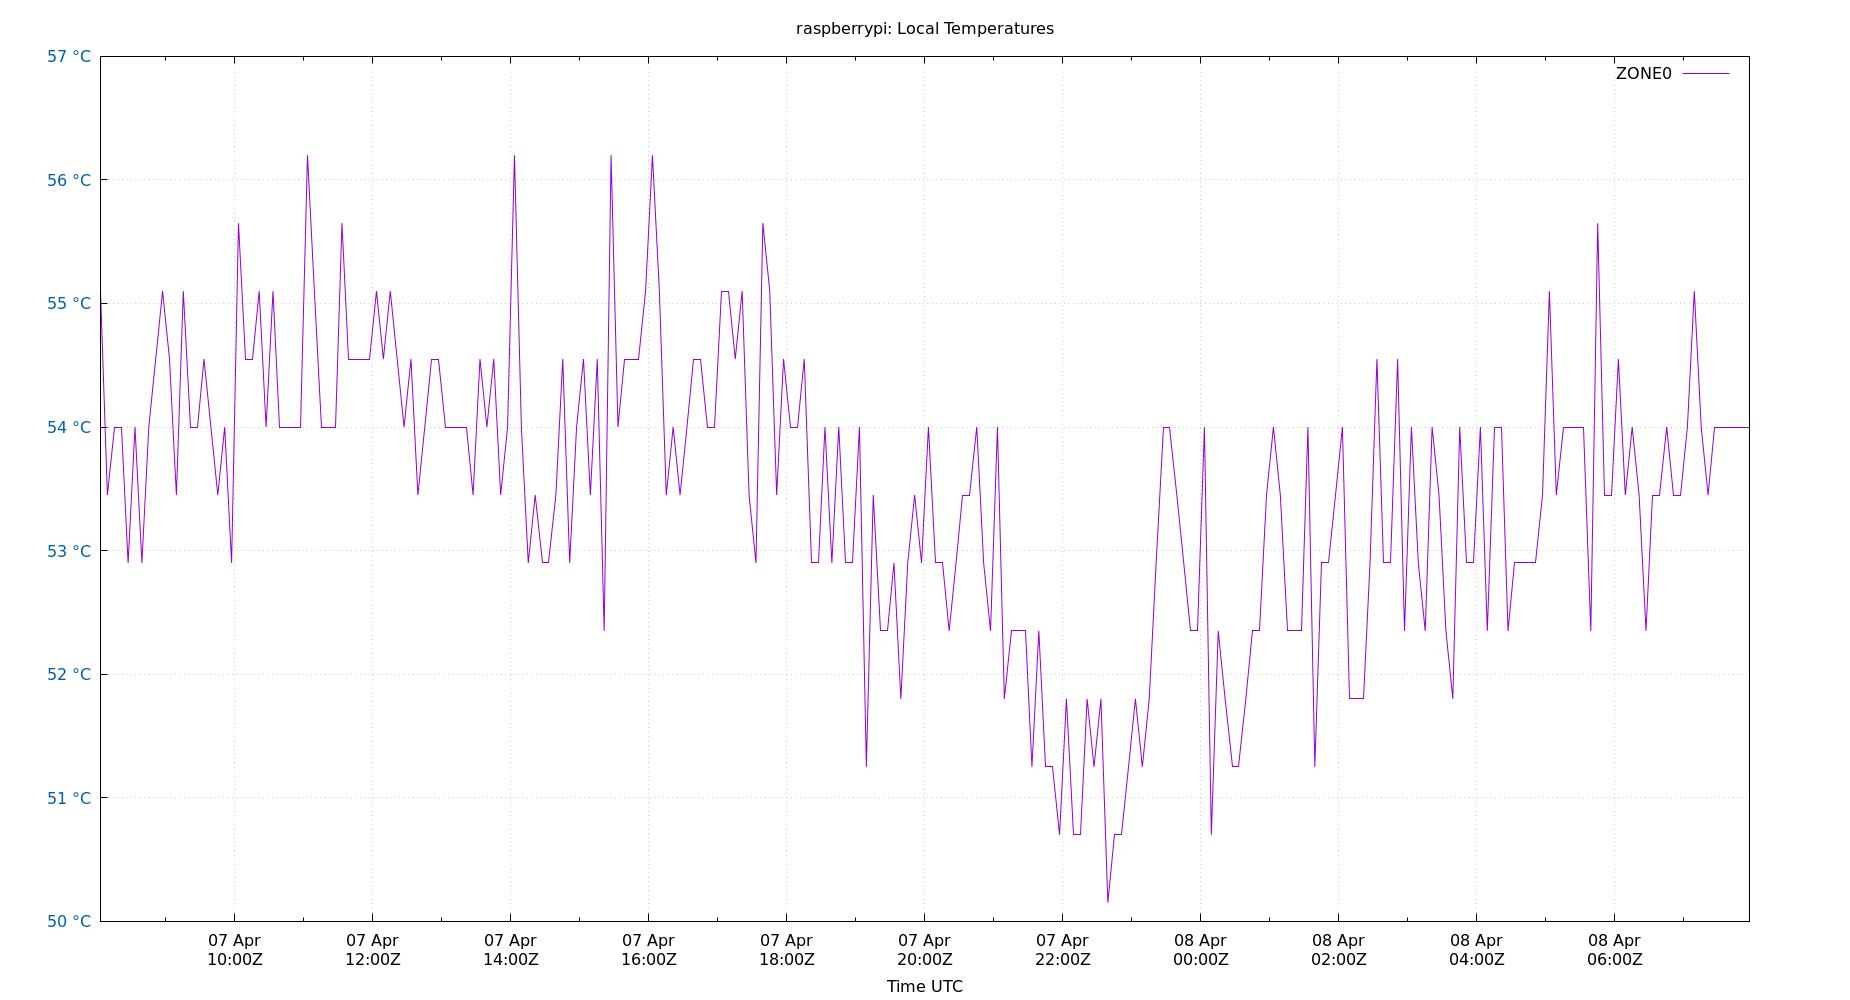 raspberrypi: Local Temperatures
57 °C
ZONE0
56 °C
55 °C
54 °C
53 °C
52 °C
51 °C
50 °C
07 Apr 07 Apr 07 Apr 07 Apr 07 Apr 07 Apr 07 Apr 08 Apr 08 Apr 08 Apr 08 Apr
10:00Z 12:00Z 14:00Z 16:00Z 18:00Z 20:00Z 22:00Z 00:00Z 02:00Z 04:00Z 06:00Z
Time UTC